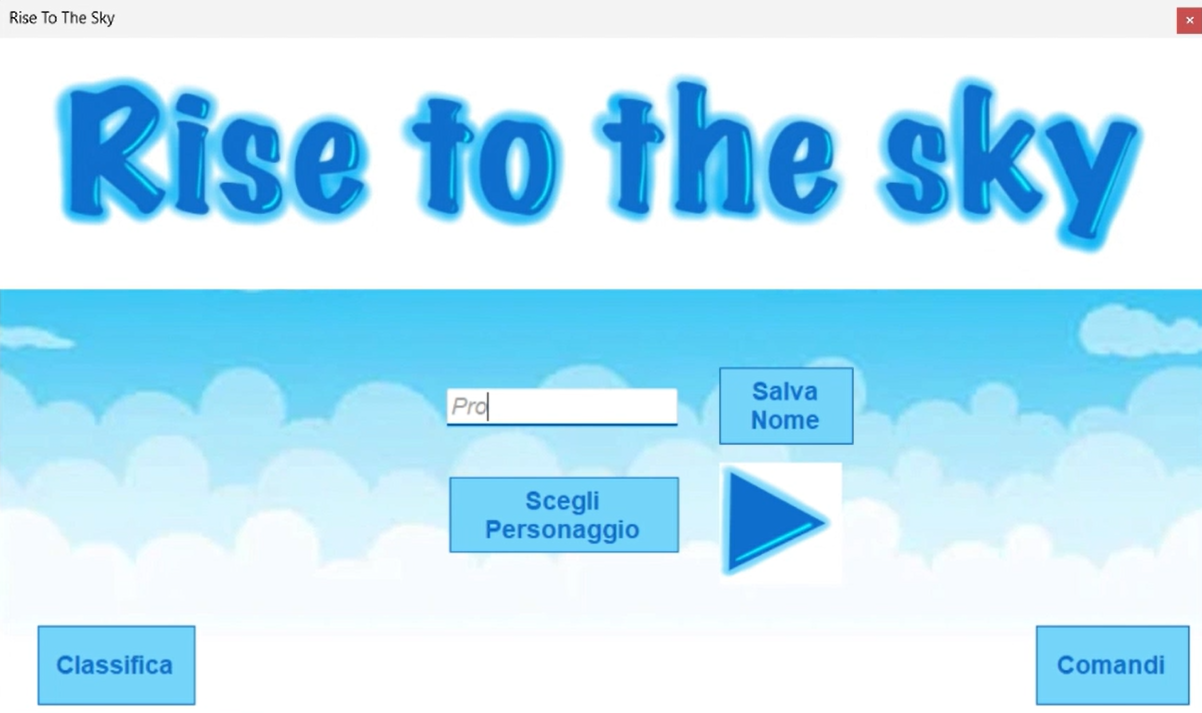 Rise To The Sky
Rise to the sky
Pro
Salva
Nome
Scegli
Personaggio
Classifica
Comandi